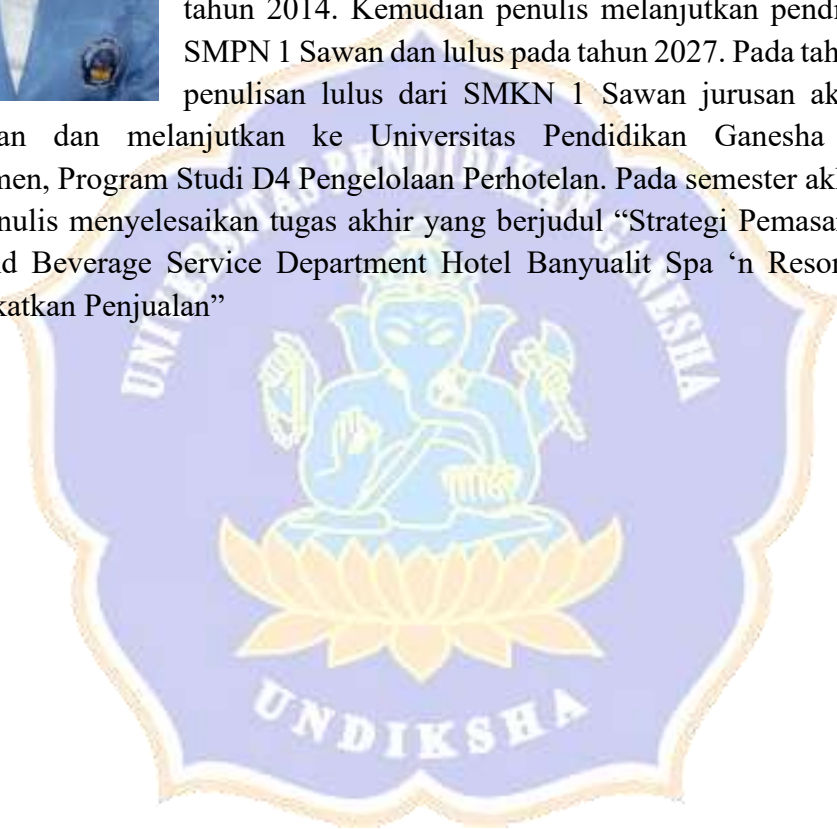 tahun 2014. Kemudian penulis melanjutkan pendi
SMPN 1 Sawan dan lulus pada tahun 2027. Pada tah
penulisan lulus dari SMKN 1 Sawan jurusan ak
an dan melanjutkan ke Universitas Pendidikan Ganesha
men, Program Studi D4 Pengelolaan Perhotelan. Pada semester ak
nulis menyelesaikan tugas akhir yang berjudul “Strategi Pemasar
d Beverage Service Department Hotel Banyualit Spa ‘n Resor
katkan Penjualan”
UNIVERSITAS PENDIDIKAN GANESHA
UNDIKSHA